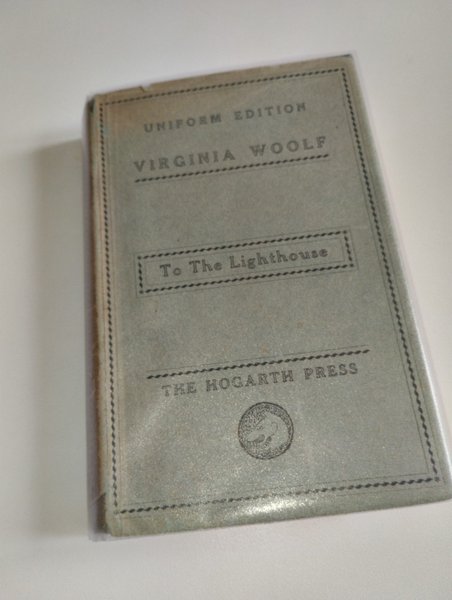 UNIFORM EDITION
VIRGINIA WOOLF
To The Lighthouse
THE HOGARTH PRESS